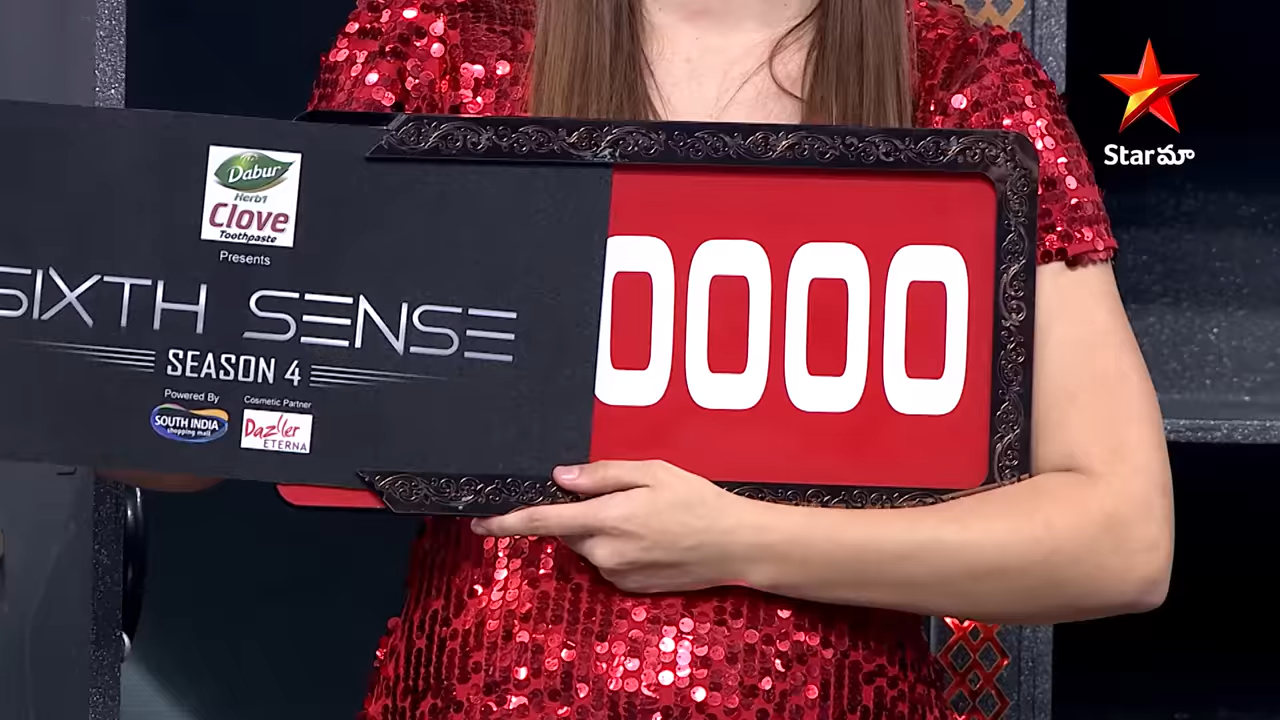 Starమా
Dabur
Herb'l
Clove
Toothpaste
Presents
SIXTH SENSE
SEASON 4
Powered By
Cosmetic Partner
SOUTH INDIA
shopping mall
Dazller
ETERNA
0000